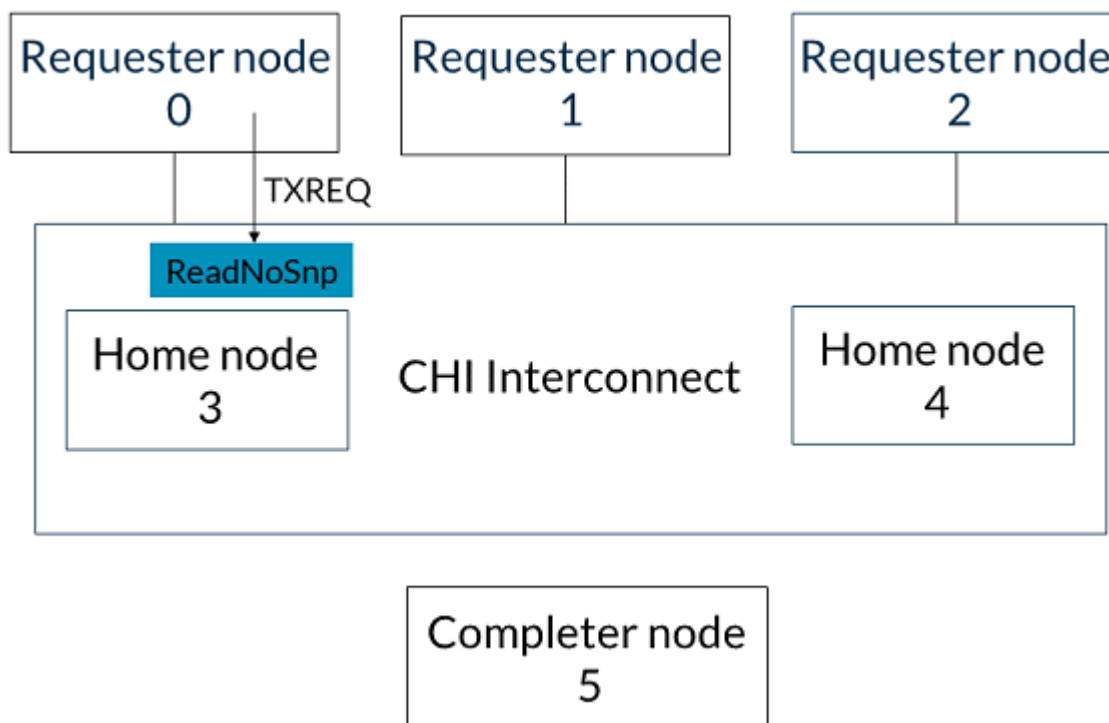 Requester node
0
Requester node
1
Requester node
2
TXREQ
ReadNoSnp
Home node
3
CHI Interconnect
Home node
4
Completer node
5